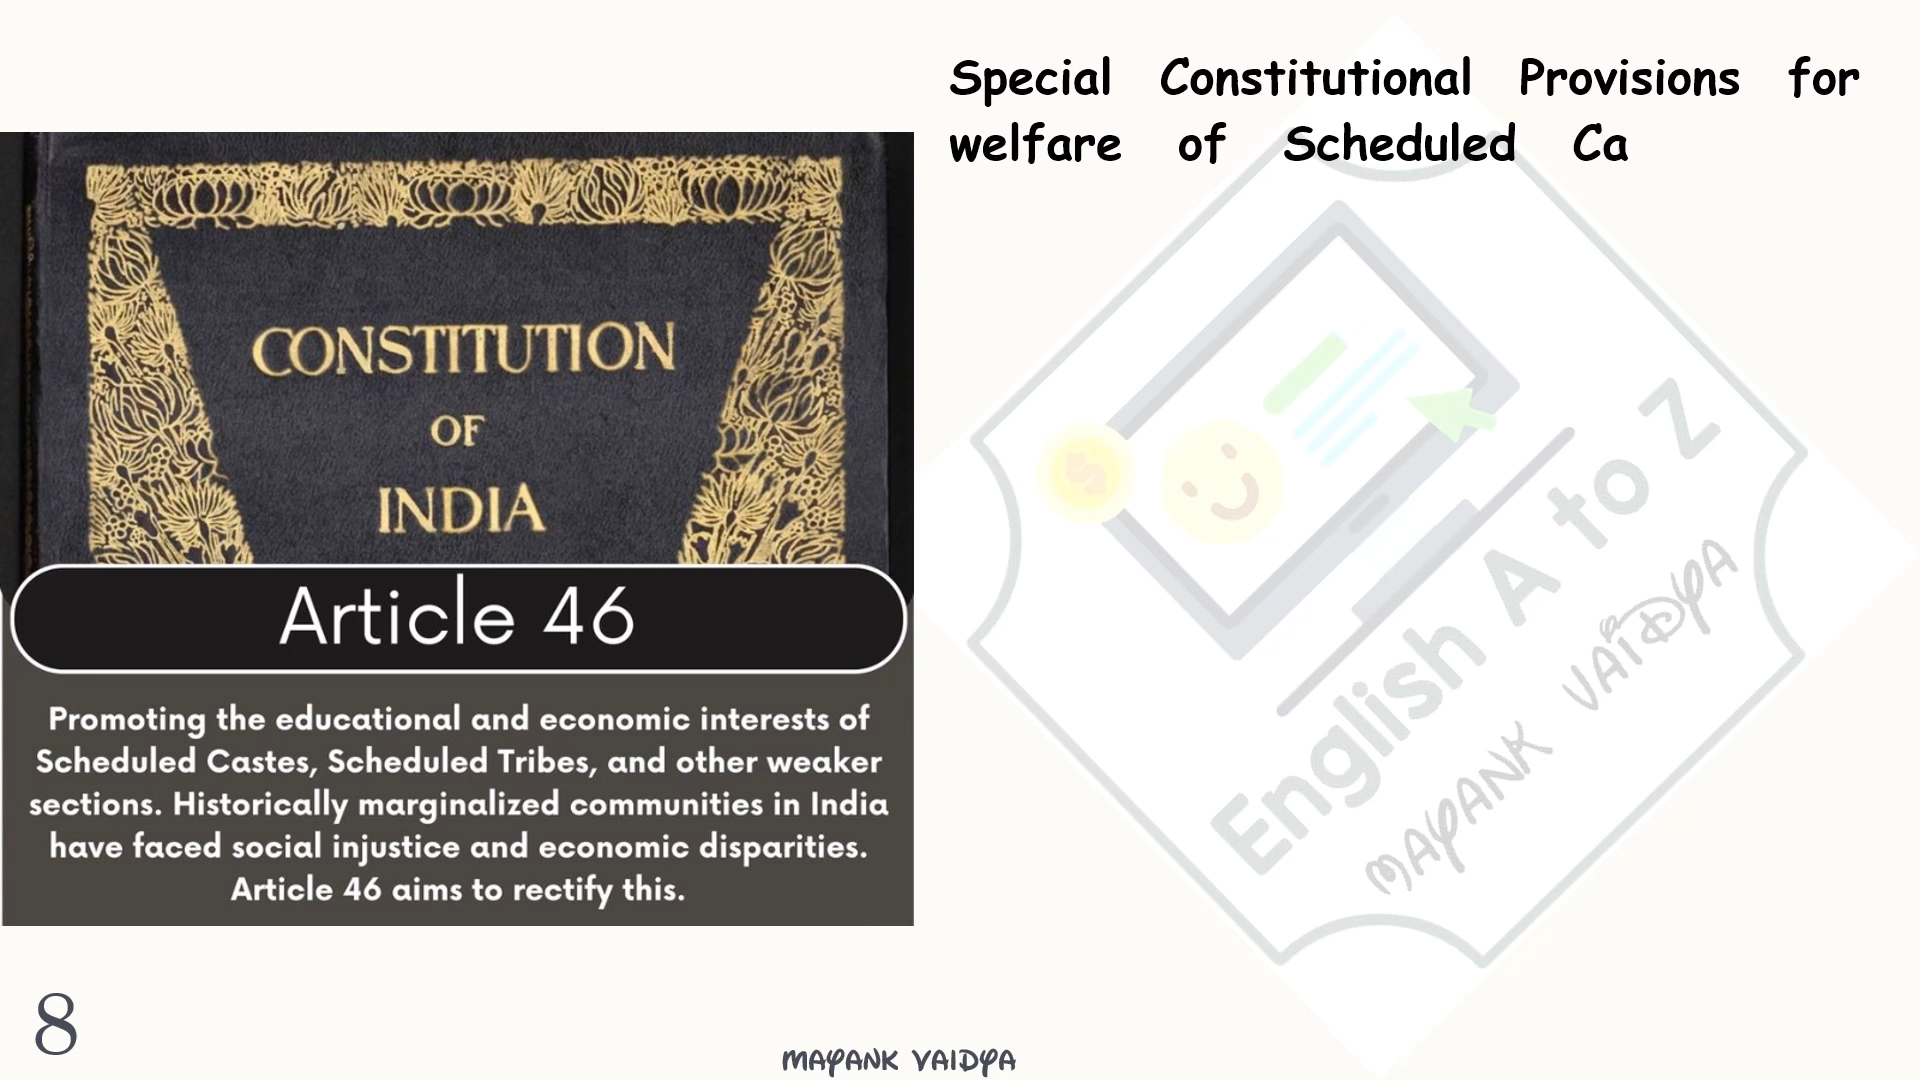 Special Constitutional Provisions for
welfare of Scheduled Ca
CONSTITUTION
OF
INDIA
Article 46
Promoting the educational and economic interests of
Scheduled Castes, Scheduled Tribes, and other weaker
sections. Historically marginalized communities in India
have faced social injustice and economic disparities.
Article 46 aims to rectify this.
English A to Z
MAYANK VAIDYA
8
MAYANK VAIDYA